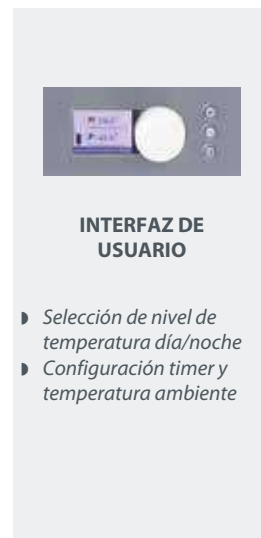 INTERFAZ DE
USUARIO
◗ Selección de nivel de
temperatura día/noche
◗ Configuración timer y
temperatura ambiente